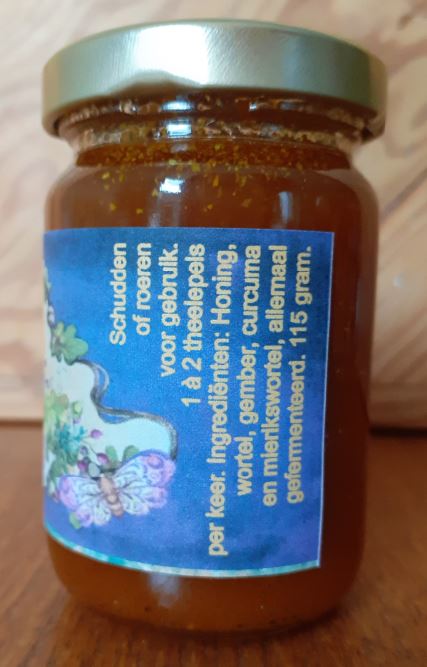 Schudden
of roeren
voor gebruik.
1 à 2 theelepels
per keer. Ingrediënten: Honing,
wortel, gember, curcuma
en mierikswortel, allemaal
gefermenteerd. 115 gram.